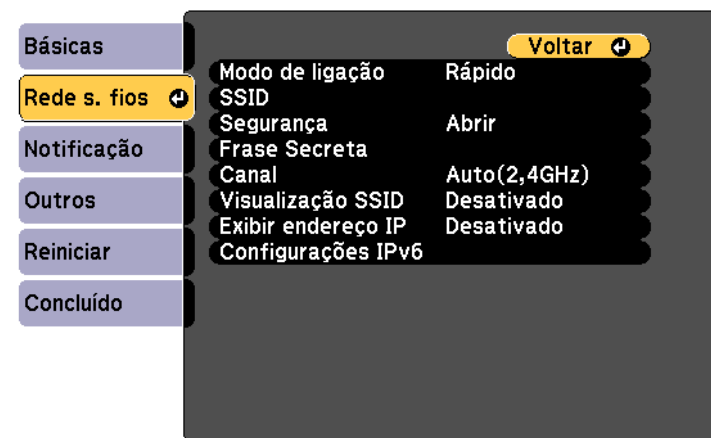 Básicas
Rede s. fios
Notificação
Outros
Reiniciar
Concluído
Voltar
Modo de ligação Rápido
SSID
Segurança Abrir
Frase Secreta
Canal Auto(2,4GHz)
Visualização SSID Desativado
Exibir endereço IP Desativado
Configurações IPv6